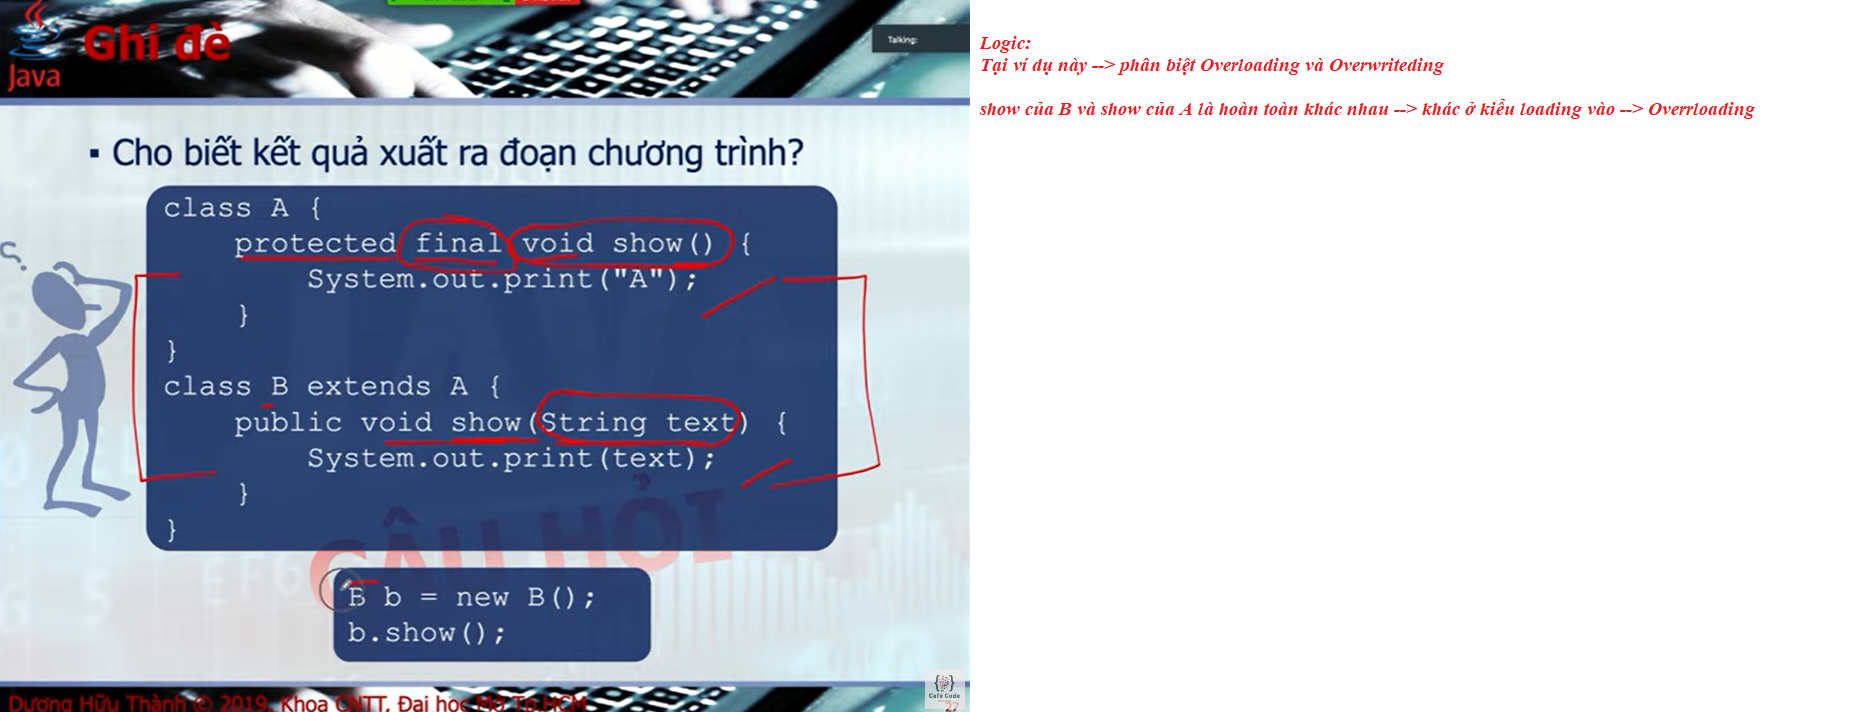 Ghi đè
Java
Talking:
▪ Cho biết kết quả xuất ra đoạn chương trình?
class A {
protected final void show() {
System.out.print("A");
}
}
class B extends A {
public void show(String text) {
System.out.print(text);
}
}
CÂU HỎI
B b = new B();
b.show();
Dương Hữu Thành © 2019, Khoa CNTT, Đại học Mở Tp.HCM
Café Code
27
Logic:
Tại ví dụ này --> phân biệt Overloading và Overwriteding
show của B và show của A là hoàn toàn khác nhau --> khác ở kiểu loading vào --> Overrloading